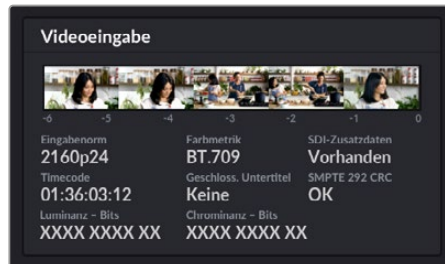 Videoeingabe
-6 -5 -4 -3 -2 -1 0
Eingabenorm Farbmetrik SDI-Zusatzdaten
2160p24 BT.709 Vorhanden
Timecode Geschloss. Untertitel SMPTE 292 CRC
01:36:03:12 Keine OK
Luminanz – Bits Chrominanz – Bits
XXXX XXXX XX XXXX XXXX XX